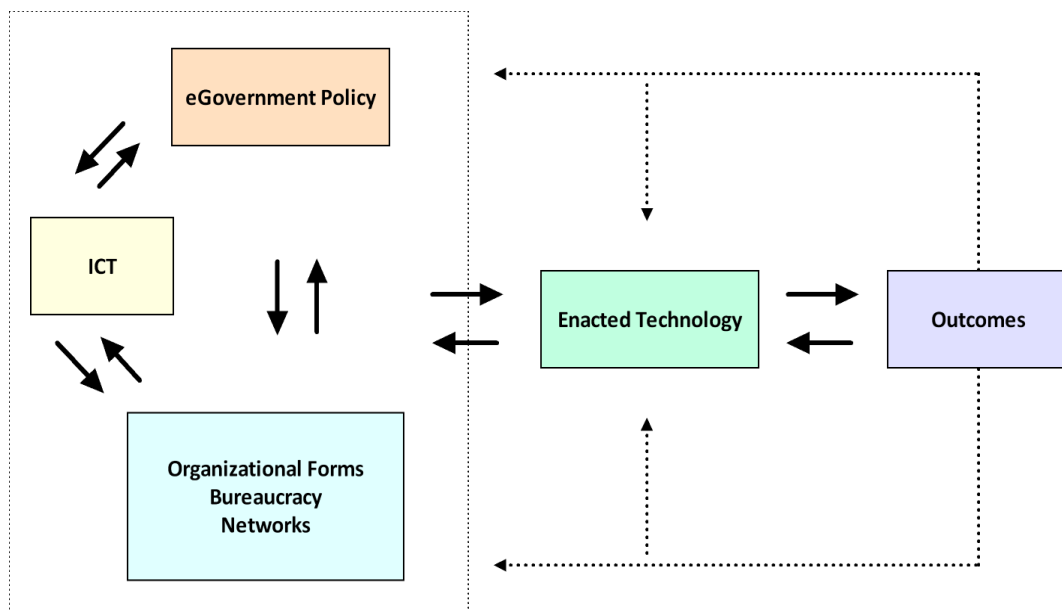 eGovernment Policy
ICT
Enacted Technology
Outcomes
Organizational Forms
Bureaucracy
Networks